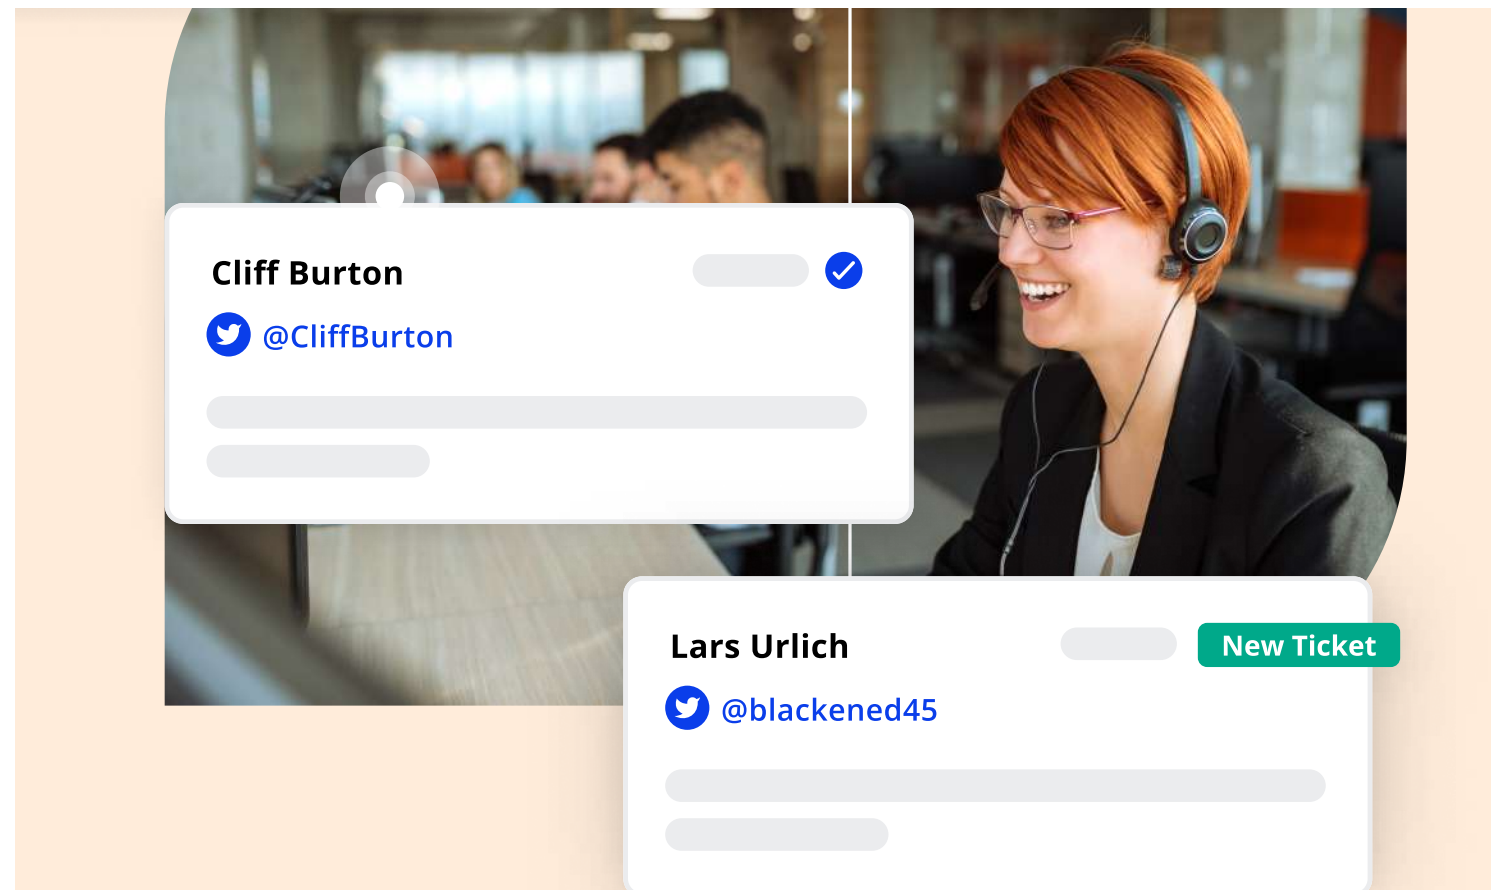 Cliff Burton
@CliffBurton
Lars Urlich
New Ticket
@blackened45